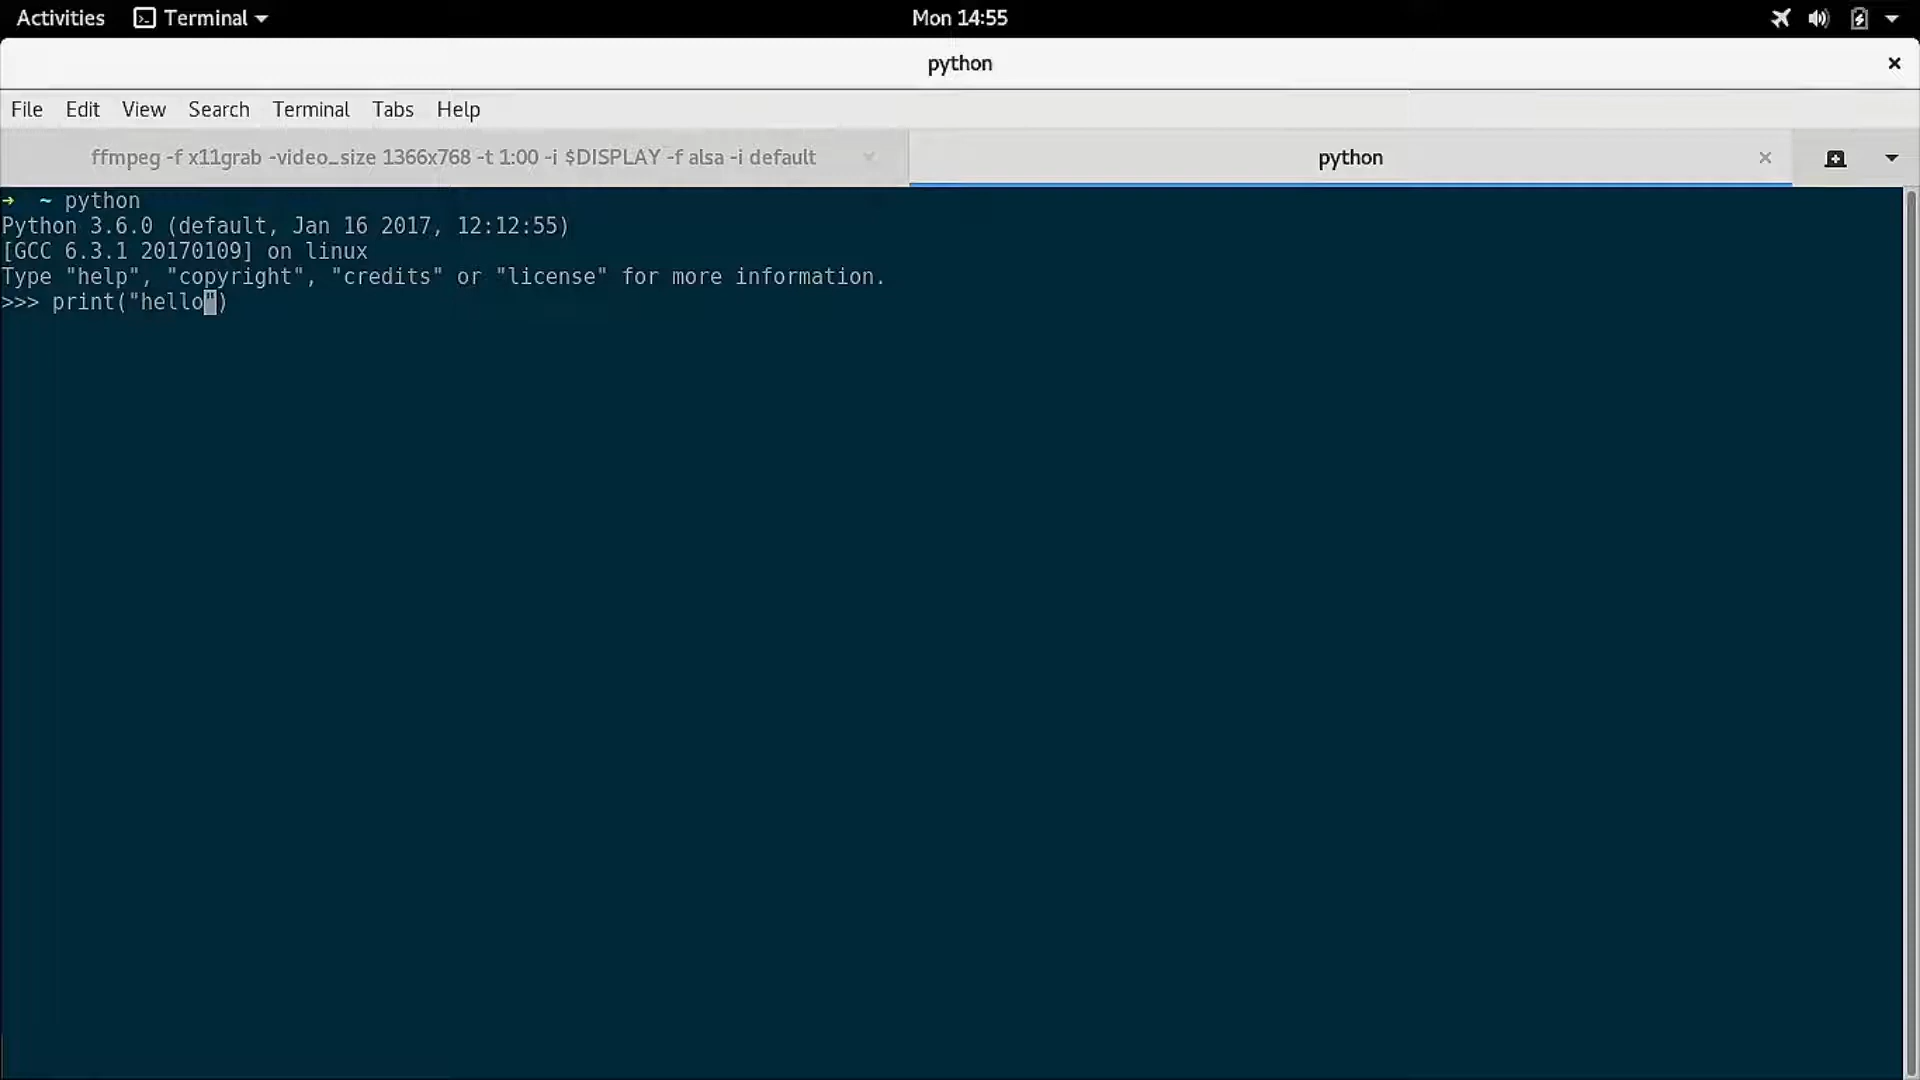 Activities Terminal Mon 14:55
python
File Edit View Search Terminal Tabs Help
ffmpeg -f x11grab -video_size 1366x768 -t 1:00 -i $DISPLAY -f alsa -i default python
→ ~ python
Python 3.6.0 (default, Jan 16 2017, 12:12:55)
[GCC 6.3.1 20170109] on linux
Type "help", "copyright", "credits" or "license" for more information.
>>> print("hello")